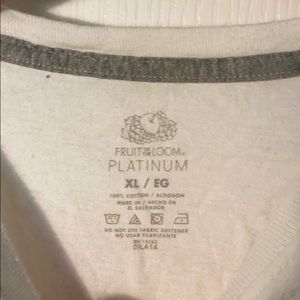 FRUIT OF THE LOOM®
PLATINUM
XL / EG
100% COTTON / ALGODON
MADE IN / HECHO EN
EL SALVADOR
DO NOT USE FABRIC SOFTENER
NO USAR SUAVIZANTE